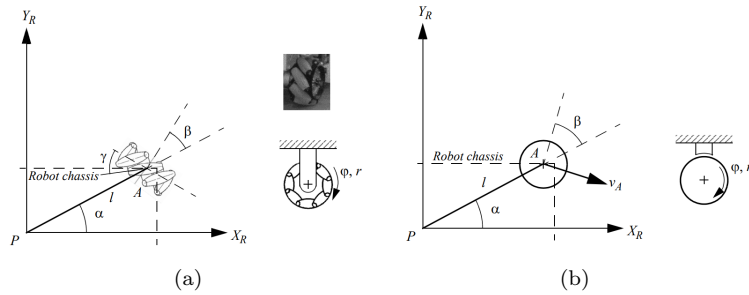 Y_R
β
γ
Robot chassis
A
l
α
P
X_R
φ, r
(a)
Y_R
β
A
Robot chassis
l
v_A
α
P
X_R
φ, r
(b)